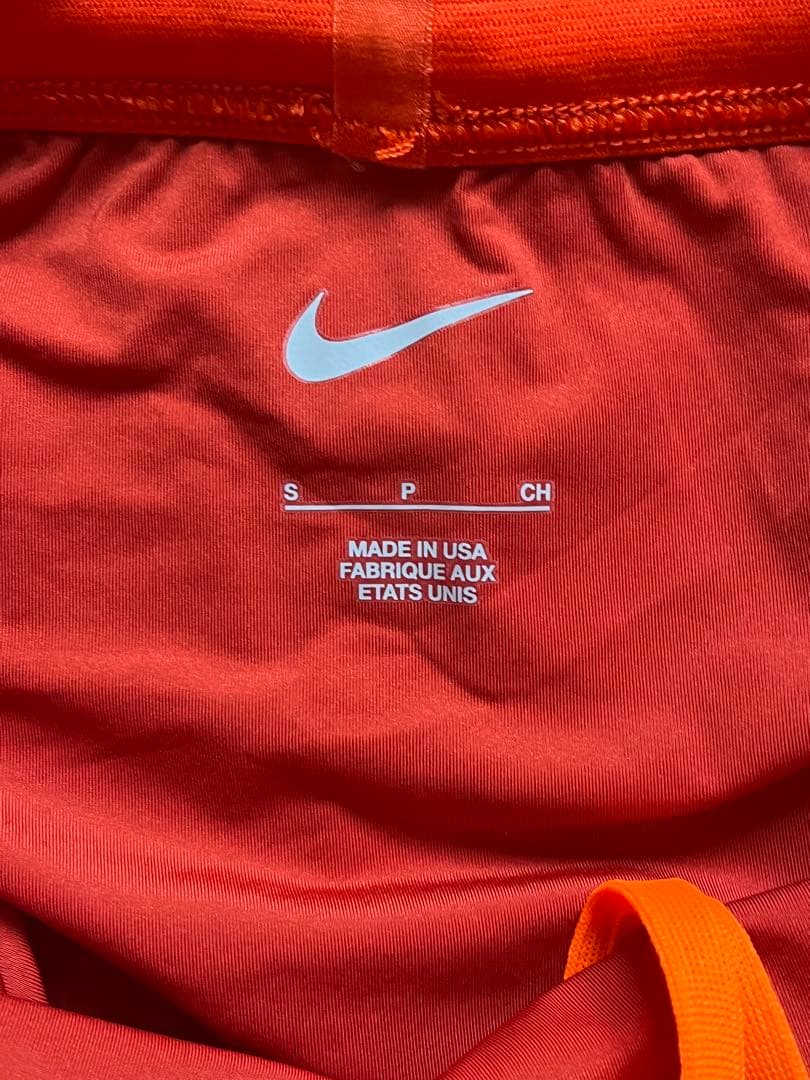 S P CH
MADE IN USA
FABRIQUE AUX
ETATS UNIS